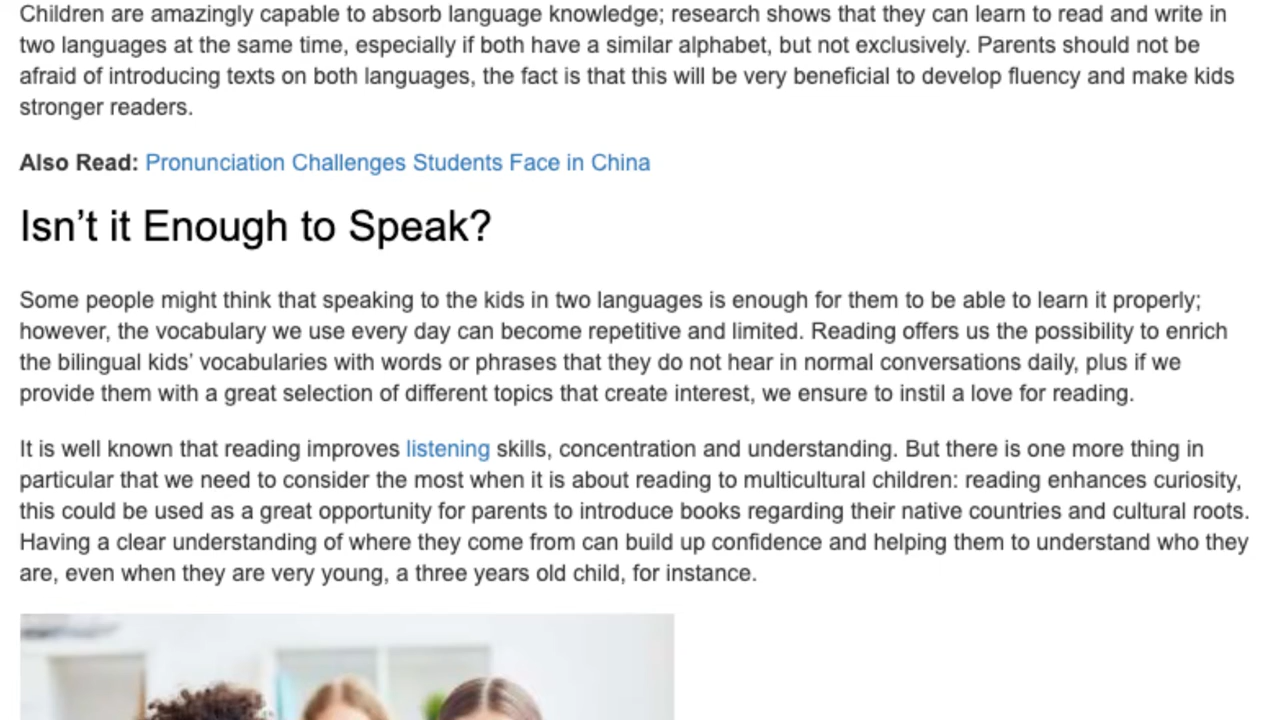 Children are amazingly capable to absorb language knowledge; research shows that they can learn to read and write in
two languages at the same time, especially if both have a similar alphabet, but not exclusively. Parents should not be
afraid of introducing texts on both languages, the fact is that this will be very beneficial to develop fluency and make kids
stronger readers.
Also Read: Pronunciation Challenges Students Face in China
Isn’t it Enough to Speak?
Some people might think that speaking to the kids in two languages is enough for them to be able to learn it properly;
however, the vocabulary we use every day can become repetitive and limited. Reading offers us the possibility to enrich
the bilingual kids’ vocabularies with words or phrases that they do not hear in normal conversations daily, plus if we
provide them with a great selection of different topics that create interest, we ensure to instil a love for reading.
It is well known that reading improves listening skills, concentration and understanding. But there is one more thing in
particular that we need to consider the most when it is about reading to multicultural children: reading enhances curiosity,
this could be used as a great opportunity for parents to introduce books regarding their native countries and cultural roots.
Having a clear understanding of where they come from can build up confidence and helping them to understand who they
are, even when they are very young, a three years old child, for instance.